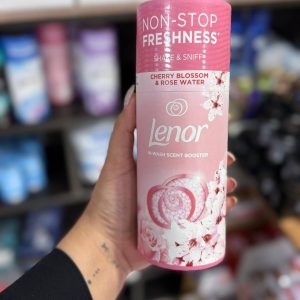 NON-STOP
FRESHNESS
SHAKE & SNIFF
CHERRY BLOSSOM
& ROSE WATER
Lenor
IN-WASH SCENT BOOSTER